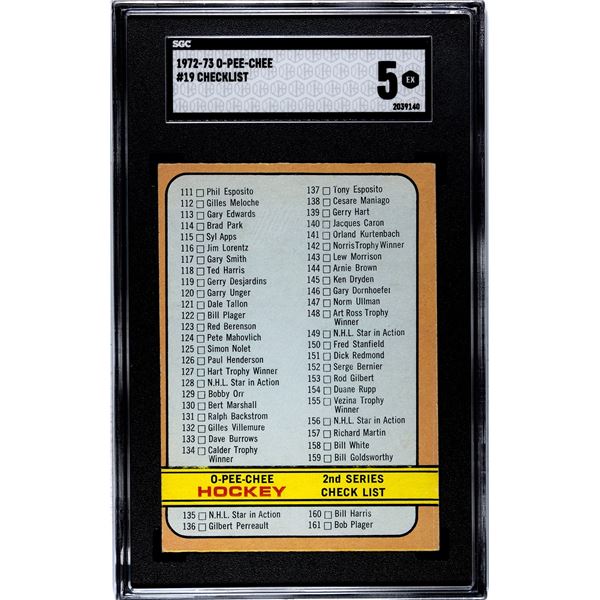 SGC
1972-73 O-PEE-CHEE
#19 CHECKLIST
5
EX
2039140
111 Phil Esposito
112 Gilles Meloche
113 Gary Edwards
114 Brad Park
115 Syl Apps
116 Jim Lorentz
117 Gary Smith
118 Ted Harris
119 Gerry Desjardins
120 Garry Unger
121 Dale Tallon
122 Bill Plager
123 Red Berenson
124 Pete Mahovlich
125 Simon Nolet
126 Paul Henderson
127 Hart Trophy Winner
128 N.H.L. Star in Action
129 Bobby Orr
130 Bert Marshall
131 Ralph Backstrom
132 Gilles Villemure
133 Dave Burrows
134 Calder Trophy
Winner
137 Tony Esposito
138 Cesare Maniago
139 Gerry Hart
140 Jacques Caron
141 Orland Kurtenbach
142 Norris Trophy Winner
143 Lew Morrison
144 Arnie Brown
145 Ken Dryden
146 Gary Dornhoefer
147 Norm Ullman
148 Art Ross Trophy
Winner
149 N.H.L. Star in Action
150 Fred Stanfield
151 Dick Redmond
152 Serge Bernier
153 Rod Gilbert
154 Duane Rupp
155 Vezina Trophy
Winner
156 N.H.L. Star in Action
157 Richard Martin
158 Bill White
159 Bill Goldsworthy
O-PEE-CHEE
HOCKEY
2nd SERIES
CHECK LIST
135 N.H.L. Star in Action
136 Gilbert Perreault
160 Bill Harris
161 Bob Plager